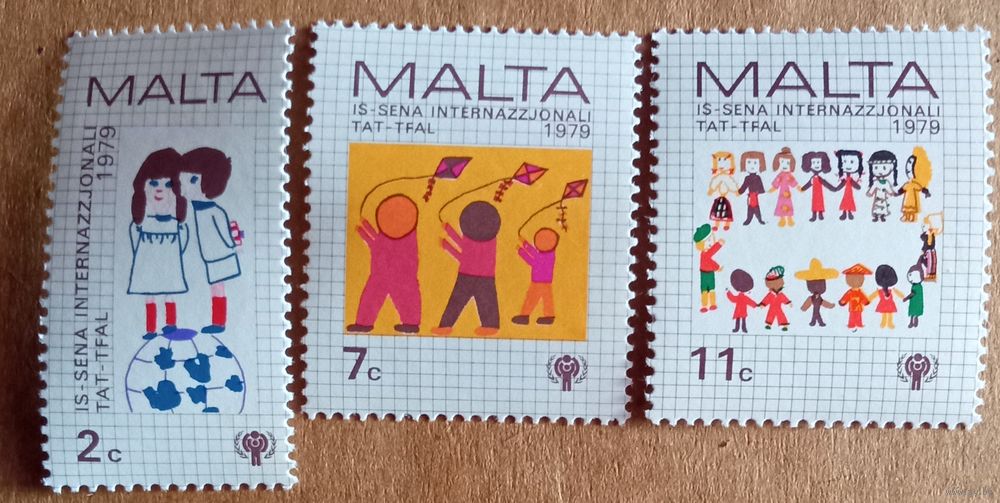 MALTA
IS-SENA INTERNAZZJONALI
TAT-TFAL 1979
2c
MALTA
IS-SENA INTERNAZZJONALI
TAT-TFAL 1979
7c
MALTA
IS-SENA INTERNAZZJONALI
TAT-TFAL 1979
11c